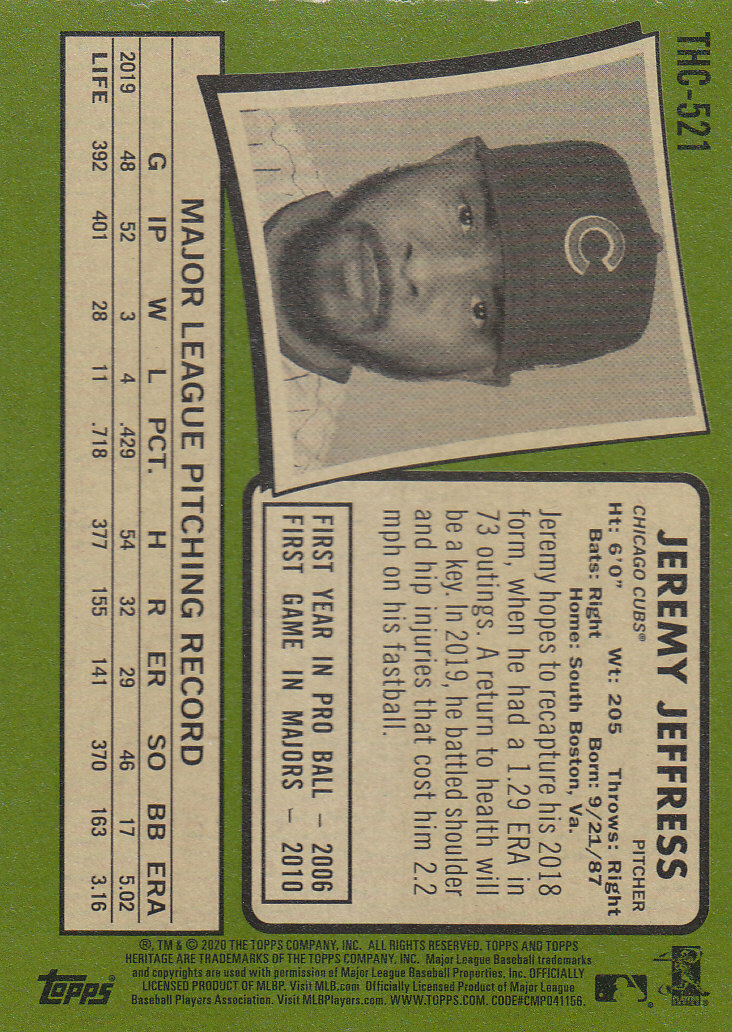 THC-521
C
JEREMY JEFFRESS
CHICAGO CUBS® PITCHER
Ht: 6'0" Wt: 205 Throws: Right
Bats: Right Born: 9/21/87
Home: South Boston, Va.
Jeremy hopes to recapture his 2018
form, when he had a 1.29 ERA in
73 outings. A return to health will
be a key. In 2019, he battled shoulder
and hip injuries that cost him 2.2
mph on his fastball.
FIRST YEAR IN PRO BALL – 2006
FIRST GAME IN MAJORS – 2010
MAJOR LEAGUE PITCHING RECORD
G IP W L PCT. H R ER SO BB ERA
2019 48 52 3 4 .429 54 32 29 46 17 5.02
LIFE 392 401 28 11 .718 377 155 141 370 163 3.16
®, TM & © 2020 THE TOPPS COMPANY, INC. ALL RIGHTS RESERVED. TOPPS AND TOPPS
HERITAGE ARE TRADEMARKS OF THE TOPPS COMPANY, INC. Major League Baseball trademarks
and copyrights are used with permission of Major League Baseball Properties, Inc. OFFICIALLY
LICENSED PRODUCT OF MLBP. Visit MLB.com Officially Licensed Product of Major League
Baseball Players Association. Visit MLBPlayers.com. WWW.TOPPS.COM. CODE#CMP041156.
Topps®